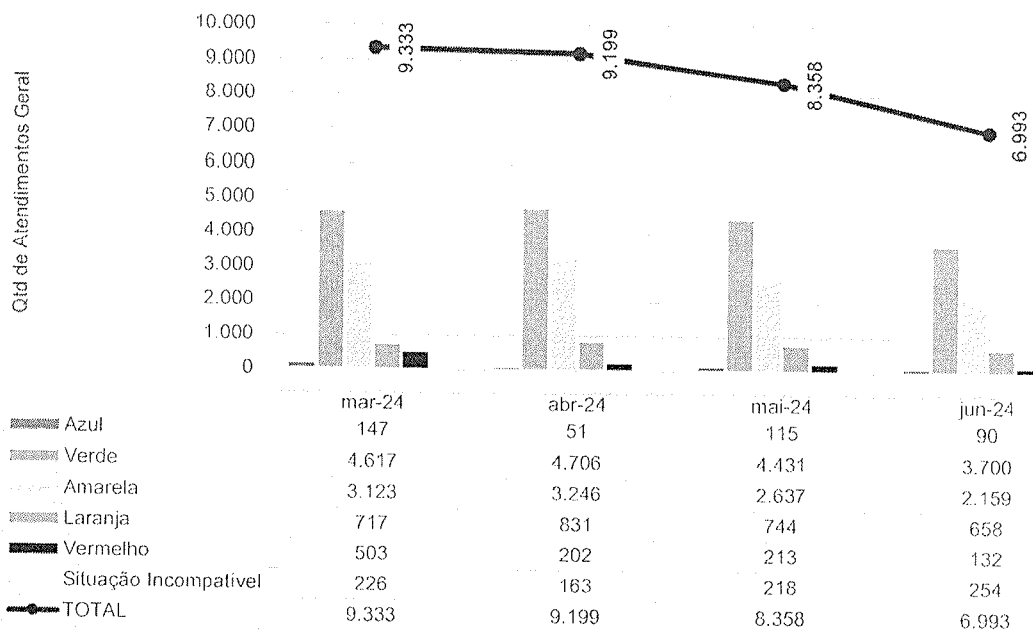 Qtd de Atendimentos Geral
10.000
9.000
8.000
7.000
6.000
5.000
4.000
3.000
2.000
1.000
0
9.333
9.199
8.358
6.993
mar-24 abr-24 mai-24 jun-24
Azul 147 51 115 90
Verde 4.617 4.706 4.431 3.700
Amarela 3.123 3.246 2.637 2.159
Laranja 717 831 744 658
Vermelho 503 202 213 132
Situação Incompatível 226 163 218 254
TOTAL 9.333 9.199 8.358 6.993